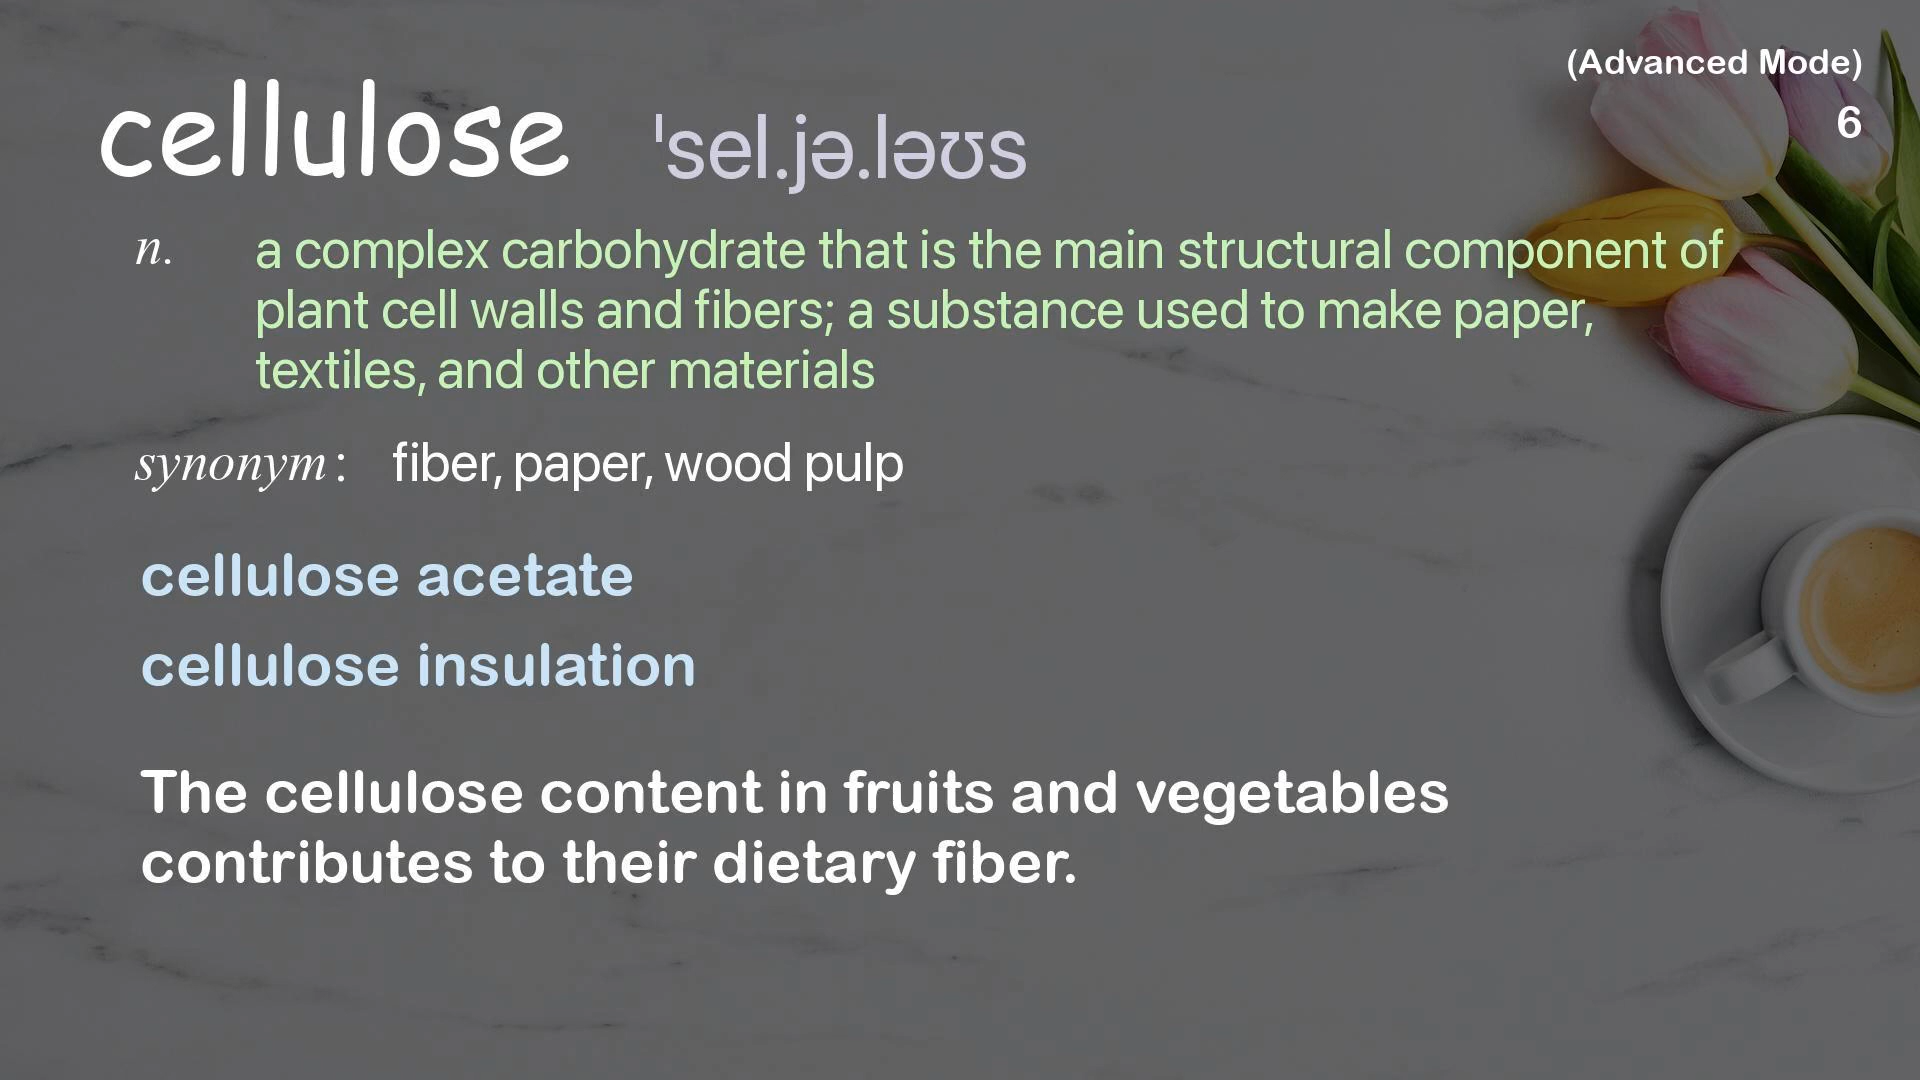 (Advanced Mode)
6
cellulose ˈsel.jə.ləʊs
n. a complex carbohydrate that is the main structural component of
plant cell walls and fibers; a substance used to make paper,
textiles, and other materials
synonym : fiber, paper, wood pulp
cellulose acetate
cellulose insulation
The cellulose content in fruits and vegetables
contributes to their dietary fiber.